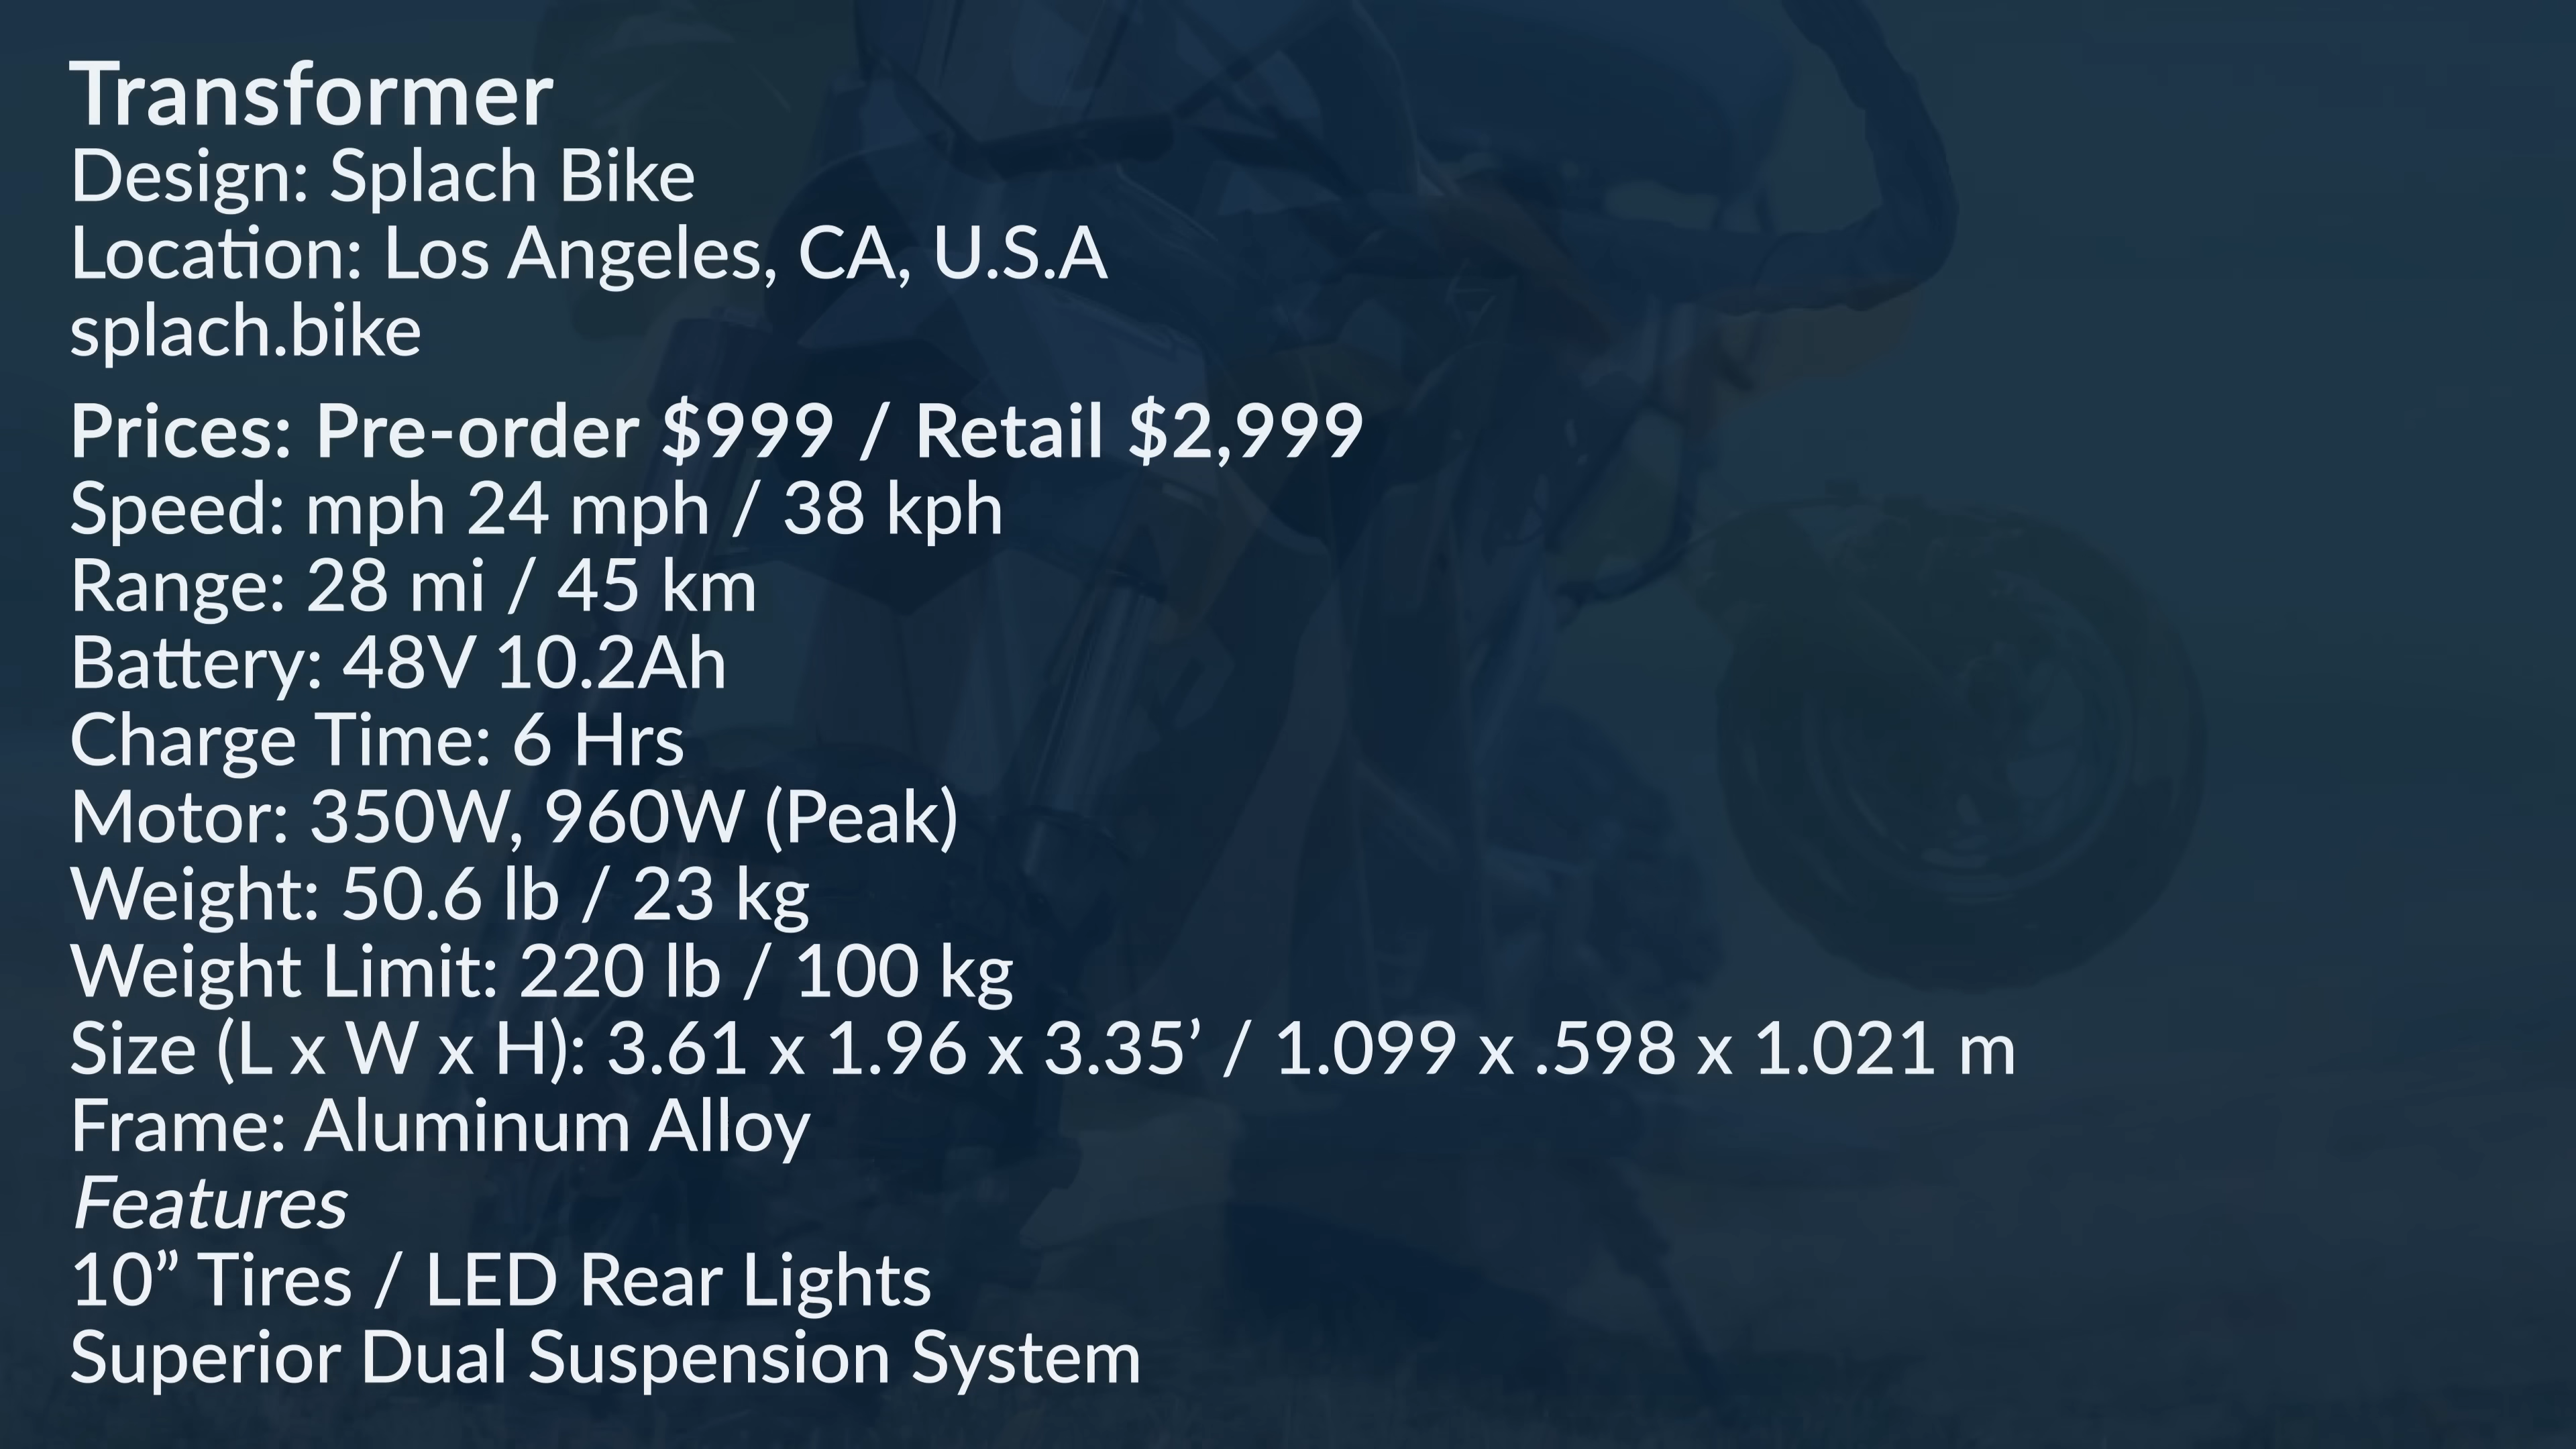 Transformer
Design: Splach Bike
Location: Los Angeles, CA, U.S.A
splach.bike
Prices: Pre-order $999 / Retail $2,999
Speed: mph 24 mph / 38 kph
Range: 28 mi / 45 km
Battery: 48V 10.2Ah
Charge Time: 6 Hrs
Motor: 350W, 960W (Peak)
Weight: 50.6 lb / 23 kg
Weight Limit: 220 lb / 100 kg
Size (L x W x H): 3.61 x 1.96 x 3.35’ / 1.099 x .598 x 1.021 m
Frame: Aluminum Alloy
Features
10” Tires / LED Rear Lights
Superior Dual Suspension System